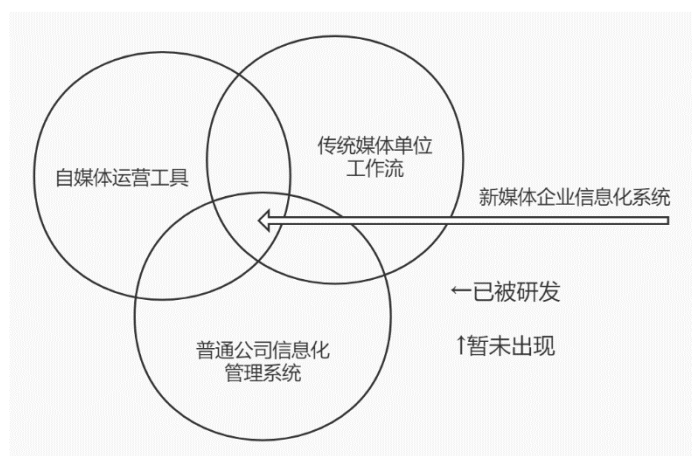 传统媒体单位
工作流
自媒体运营工具
新媒体企业信息化系统
←已被研发
↑暂未出现
普通公司信息化
管理系统